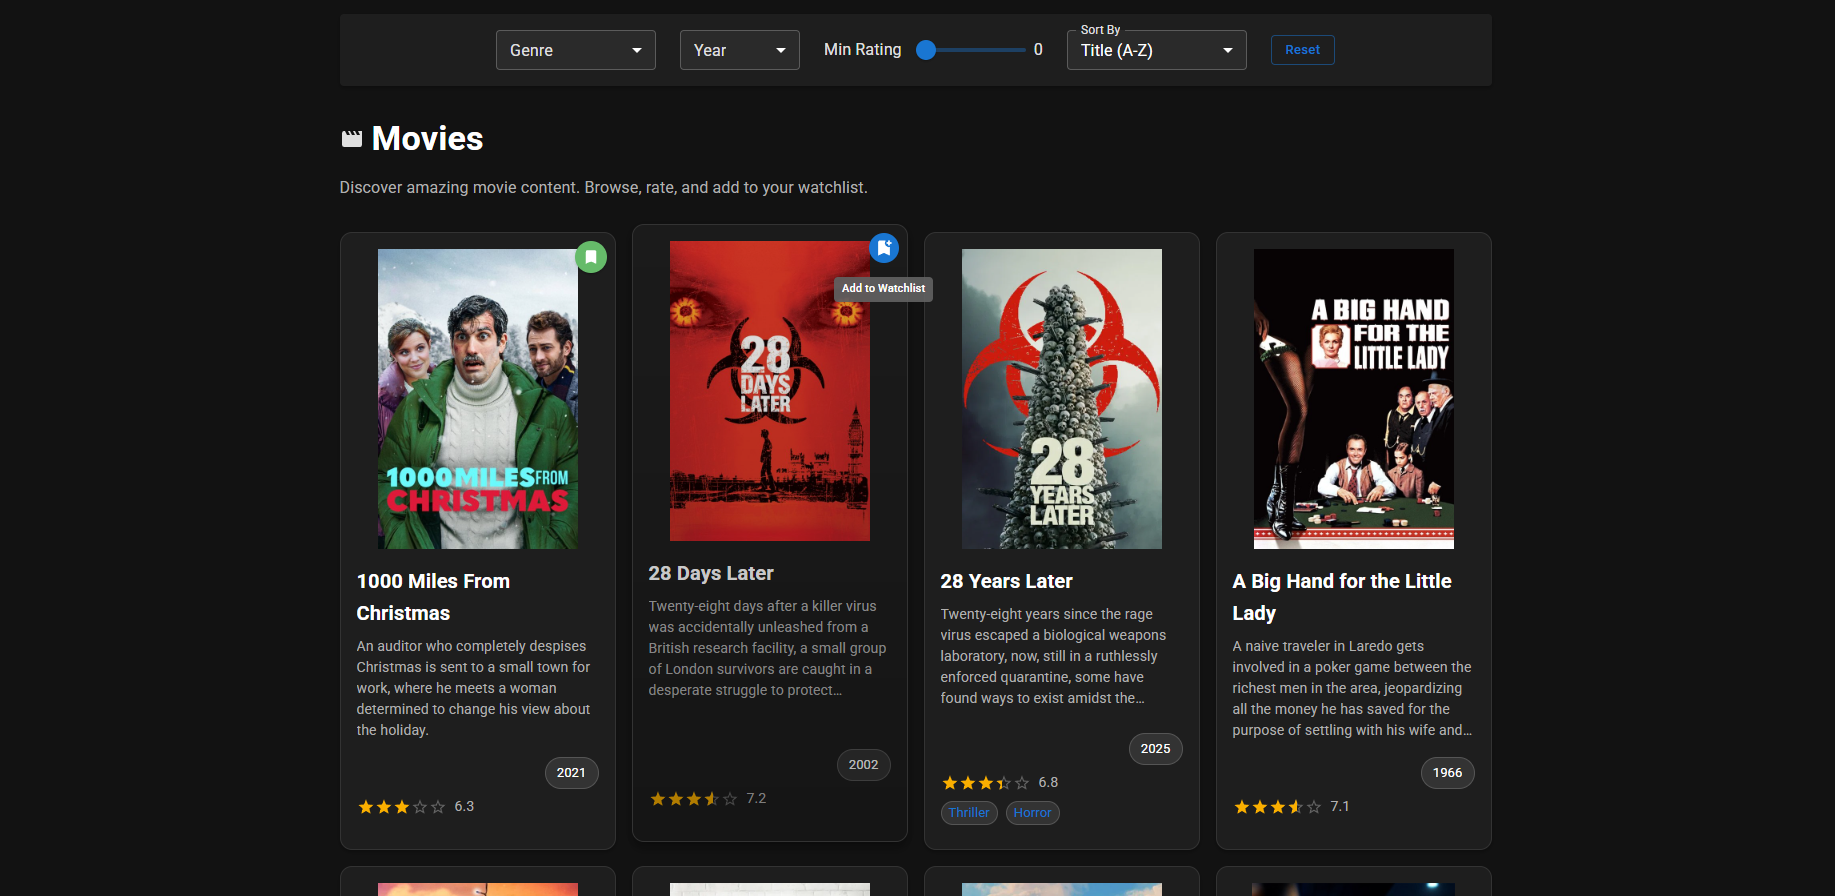 Genre
Year
Min Rating
0
Sort By
Title (A-Z)
Reset
Movies
Discover amazing movie content. Browse, rate, and add to your watchlist.
1000 MILES FROM
CHRISTMAS
1000 Miles From
Christmas
An auditor who completely despises
Christmas is sent to a small town for
work, where he meets a woman
determined to change his view about
the holiday.
2021
6.3
Add to Watchlist
28
DAYS
LATER
28 Days Later
Twenty-eight days after a killer virus
was accidentally unleashed from a
British research facility, a small group
of London survivors are caught in a
desperate struggle to protect…
2002
7.2
28
YEARS
LATER
28 Years Later
Twenty-eight years since the rage
virus escaped a biological weapons
laboratory, now, still in a ruthlessly
enforced quarantine, some have
found ways to exist amidst the…
2025
6.8
Thriller
Horror
A BIG HAND
FOR THE
LITTLE LADY
A Big Hand for the Little
Lady
A naive traveler in Laredo gets
involved in a poker game between the
richest men in the area, jeopardizing
all the money he has saved for the
purpose of settling with his wife and…
1966
7.1